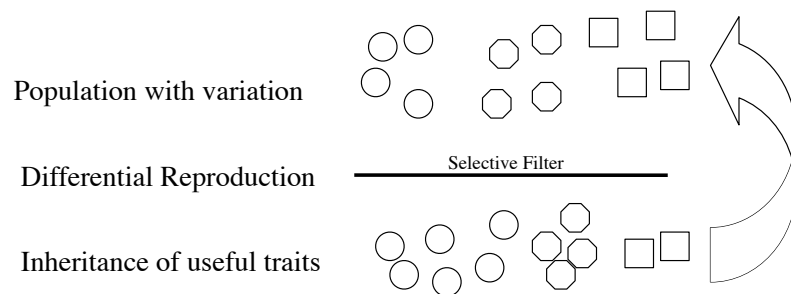 Population with variation
Selective Filter
Differential Reproduction
Inheritance of useful traits